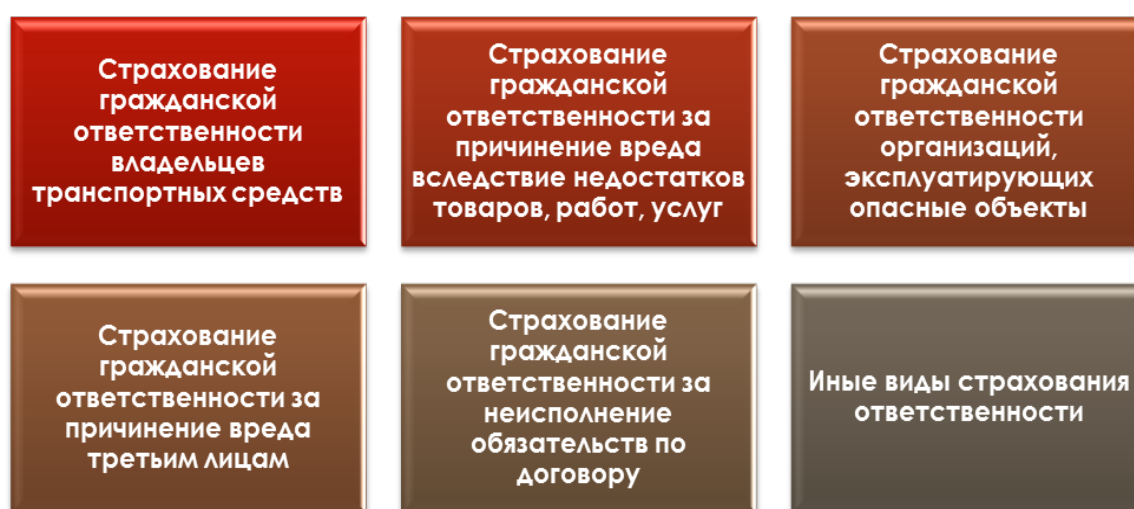 Страхование
гражданской
ответственности
владельцев
транспортных средств
Страхование
гражданской
ответственности за
причинение вреда
вследствие недостатков
товаров, работ, услуг
Страхование
гражданской
ответственности
организаций,
эксплуатирующих
опасные объекты
Страхование
гражданской
ответственности за
причинение вреда
третьим лицам
Страхование
гражданской
ответственности за
неисполнение
обязательств по
договору
Иные виды страхования
ответственности